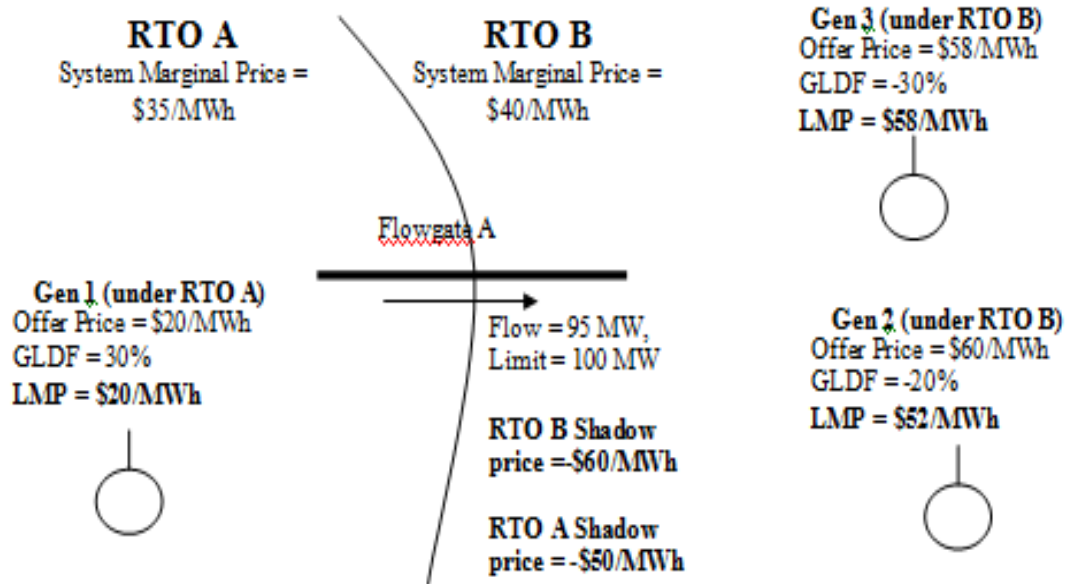 RTO A
System Marginal Price =
$35/MWh
RTO B
System Marginal Price =
$40/MWh
Gen 3 (under RTO B)
Offer Price = $58/MWh
GLDF = -30%
LMP = $58/MWh
Flowgate A
Gen 1 (under RTO A)
Offer Price = $20/MWh
GLDF = 30%
LMP = $20/MWh
Flow = 95 MW,
Limit = 100 MW
RTO B Shadow
price =-$60/MWh
RTO A Shadow
price = -$50/MWh
Gen 2 (under RTO B)
Offer Price = $60/MWh
GLDF = -20%
LMP = $52/MWh